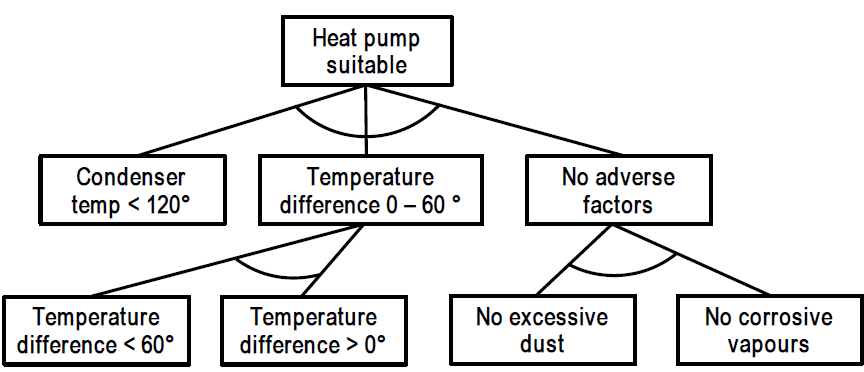 Heat pump
suitable
Condenser
temp < 120°
Temperature
difference 0 – 60 °
No adverse
factors
Temperature
difference < 60°
Temperature
difference > 0°
No excessive
dust
No corrosive
vapours